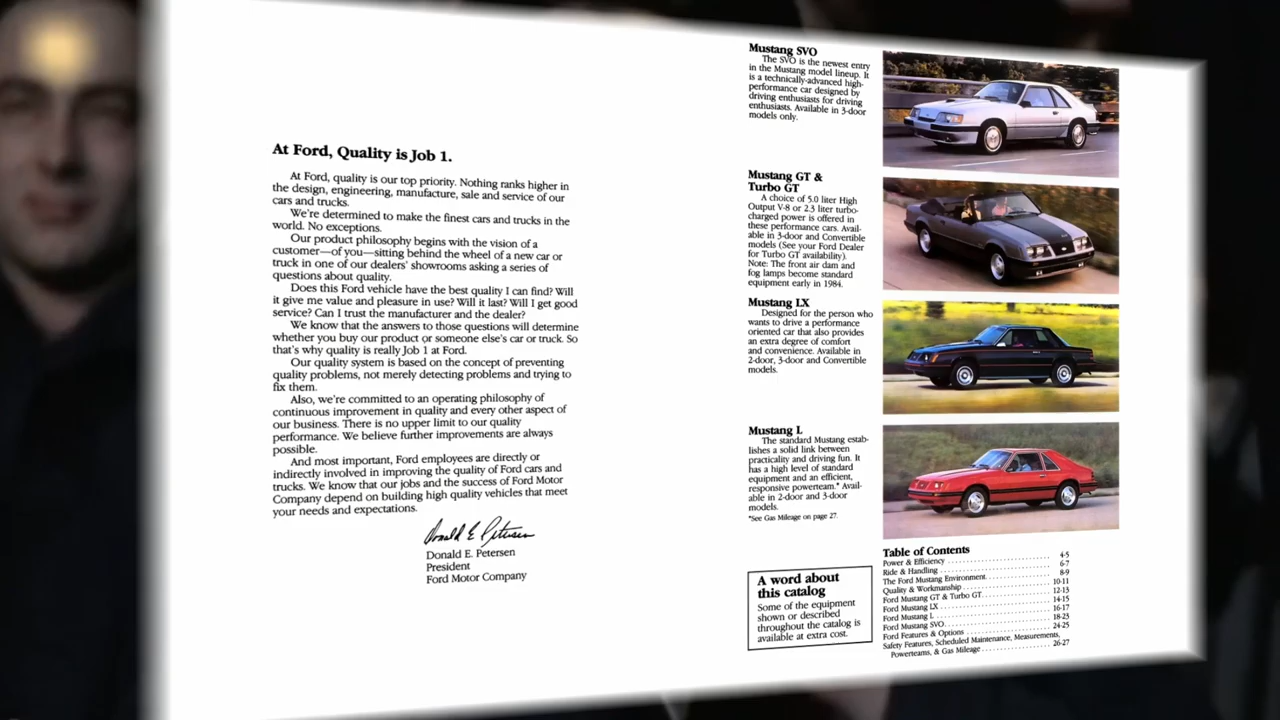 At Ford, Quality is Job 1.
At Ford, quality is our top priority. Nothing ranks higher in
the design, engineering, manufacture, sale and service of our
cars and trucks.
We're determined to make the finest cars and trucks in the
world. No exceptions.
Our product philosophy begins with the vision of a
customer—of you—sitting behind the wheel of a new car or
truck in one of our dealers' showrooms asking a series of
questions about quality.
Does this Ford vehicle have the best quality I can find? Will
it give me value and pleasure in use? Will it last? Will I get good
service? Can I trust the manufacturer and the dealer?
We know that the answers to those questions will determine
whether you buy our product or someone else's car or truck. So
that's why quality is really Job 1 at Ford.
Our quality system is based on the concept of preventing
quality problems, not merely detecting problems and trying to
fix them.
Also, we're committed to an operating philosophy of
continuous improvement in quality and every other aspect of
our business. There is no upper limit to our quality
performance. We believe further improvements are always
possible.
And most important, Ford employees are directly or
indirectly involved in improving the quality of Ford cars and
trucks. We know that our jobs and the success of Ford Motor
Company depend on building high quality vehicles that meet
your needs and expectations.
Donald E. Petersen
Donald E. Petersen
President
Ford Motor Company
Mustang SVO
The SVO is the newest entry
in the Mustang model lineup. It
is a technically-advanced high-
performance car designed by
driving enthusiasts for driving
enthusiasts. Available in 3-door
models only.
Mustang GT &
Turbo GT
A choice of 5.0 liter High
Output V-8 or 2.3 liter turbo-
charged power is offered in
these performance cars. Avail-
able in 3-door and Convertible
models (See your Ford Dealer
for Turbo GT availability).
Note: The front air dam and
fog lamps become standard
equipment early in 1984.
Mustang LX
Designed for the person who
wants to drive a performance
oriented car that also provides
an extra degree of comfort
and convenience. Available in
2-door, 3-door and Convertible
models.
Mustang L
The standard Mustang estab-
lishes a solid link between
practicality and driving fun. It
has a high level of standard
equipment and an efficient,
responsive powerteam.* Avail-
able in 2-door and 3-door
models.
*See Gas Mileage on page 27.
A word about
this catalog
Some of the equipment
shown or described
throughout the catalog is
available at extra cost.
Table of Contents
Power & Efficiency 4-5
Ride & Handling 6-7
The Ford Mustang Environment 8-9
Quality & Workmanship 10-11
Ford Mustang GT & Turbo GT 12-13
Ford Mustang LX 14-15
Ford Mustang L 16-17
Ford Mustang SVO 18-23
Ford Features & Options 24-25
Safety Features, Scheduled Maintenance, Measurements,
Powerteams, & Gas Mileage 26-27